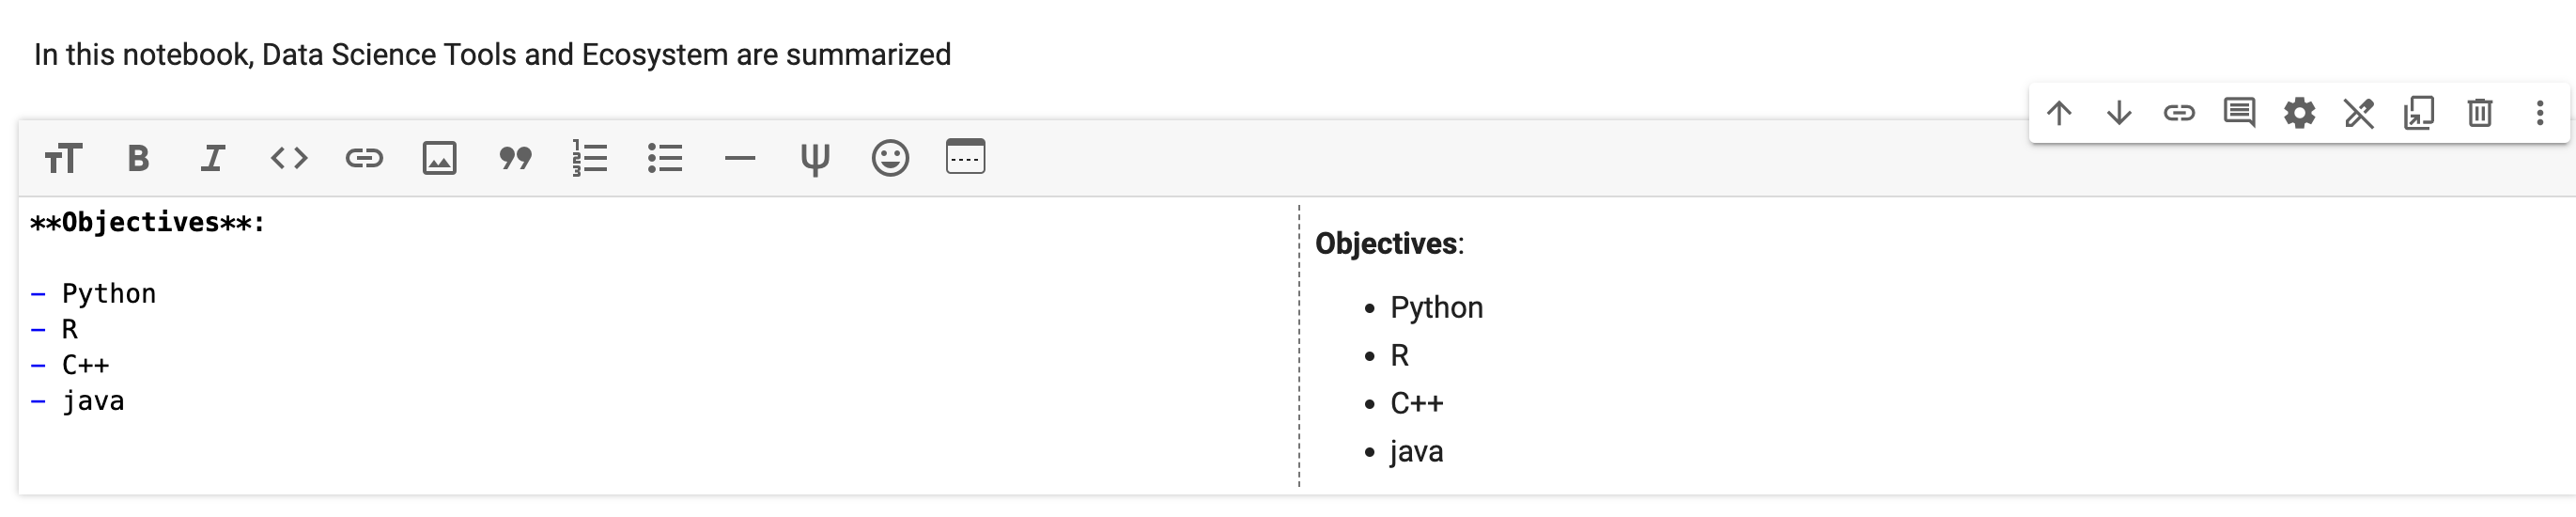 In this notebook, Data Science Tools and Ecosystem are summarized
**Objectives**:
- Python
- R
- C++
- java
Objectives:
• Python
• R
• C++
• java